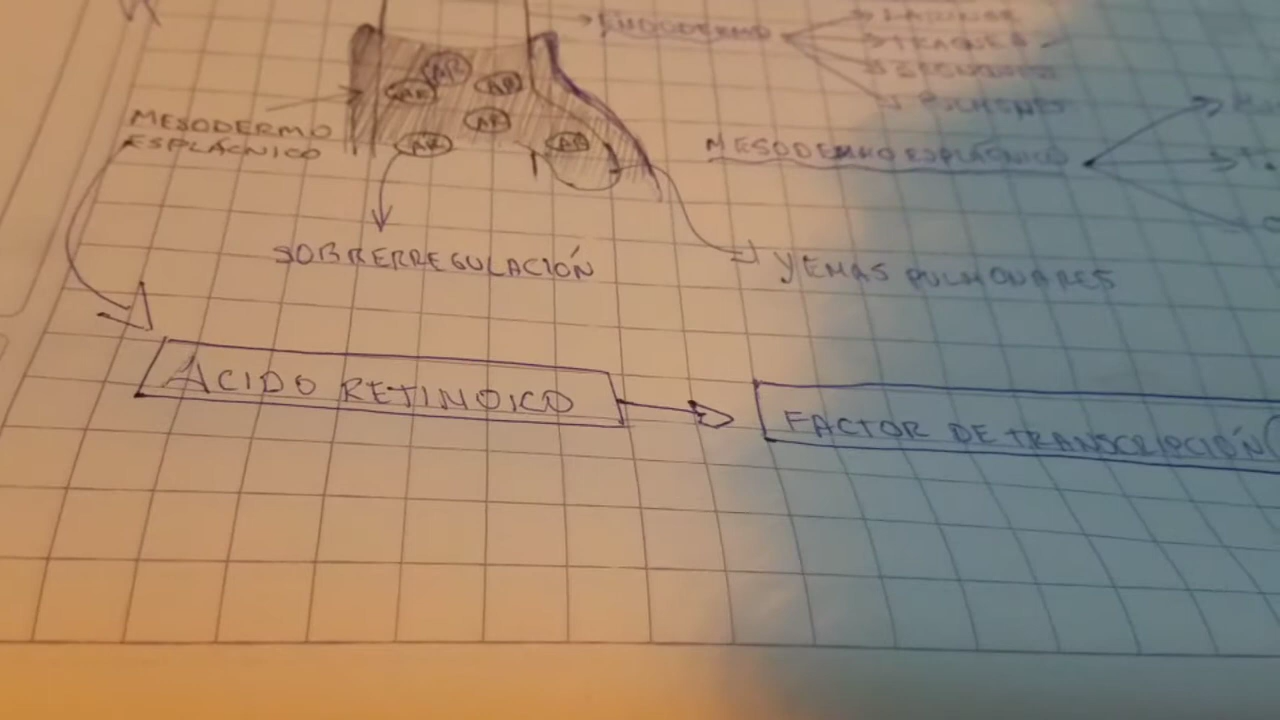 ENDODERMO
LARINGE
TRAQUEA
BRONQUIOS
PULMONES
MESODERMO
ESPLÁCNICO
AR
AR
AR
AR
AR
AR
MESODERMO ESPLÁCNICO
SOBRERREGULACIÓN
YEMAS PULMONARES
ACIDO RETINOICO
FACTOR DE TRANSCRIPCIÓN (